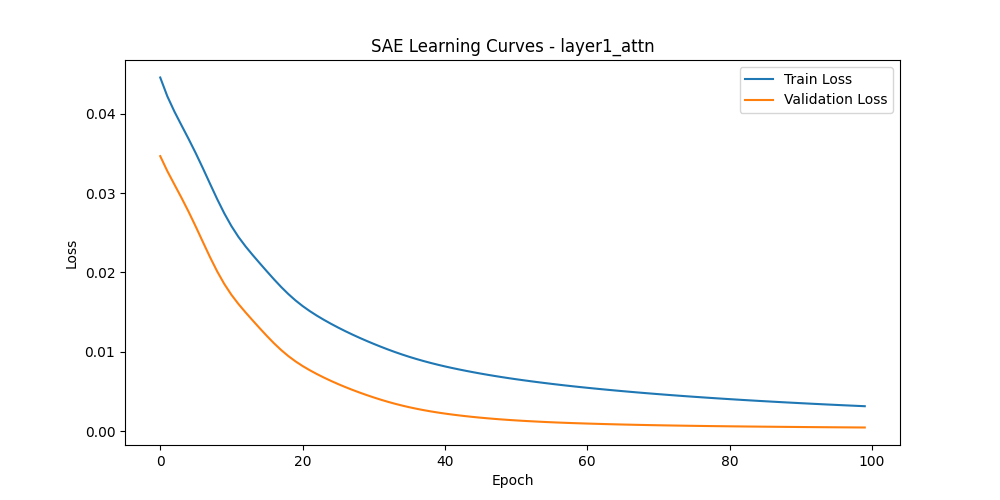 SAE Learning Curves - layer1_attn
Train Loss
Validation Loss
0.04
0.03
0.02
0.01
0.00
Loss
0
20
40
60
80
100
Epoch